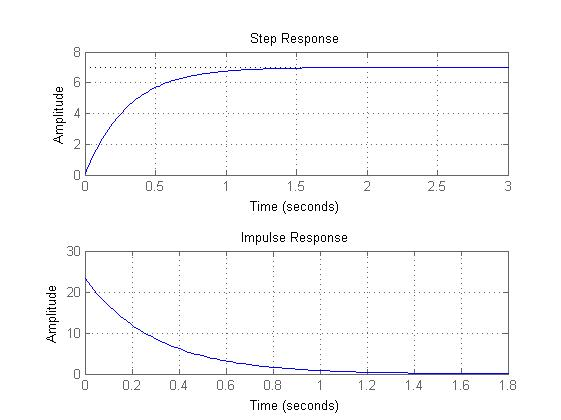 Step Response
8
6
4
2
0
Amplitude
0 0.5 1 1.5 2 2.5 3
Time (seconds)
Impulse Response
30
20
10
0
Amplitude
0 0.2 0.4 0.6 0.8 1 1.2 1.4 1.6 1.8
Time (seconds)